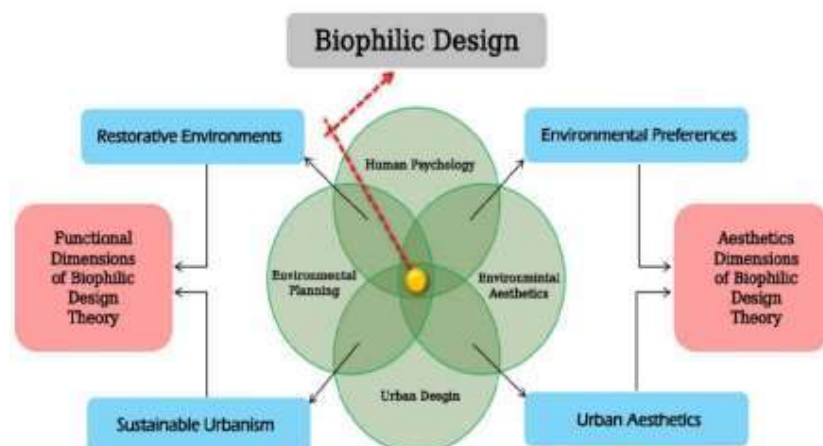 Biophilic Design
Restorative Environments
Environmental Preferences
Human Psychology
Functional
Dimensions
of Biophilic
Design
Theory
Environmental
Planning
Environmintal
Aesthetics
Aesthetics
Dimensions
of Biophilic
Design
Theory
Urban Desgin
Sustainable Urbanism
Urban Aesthetics